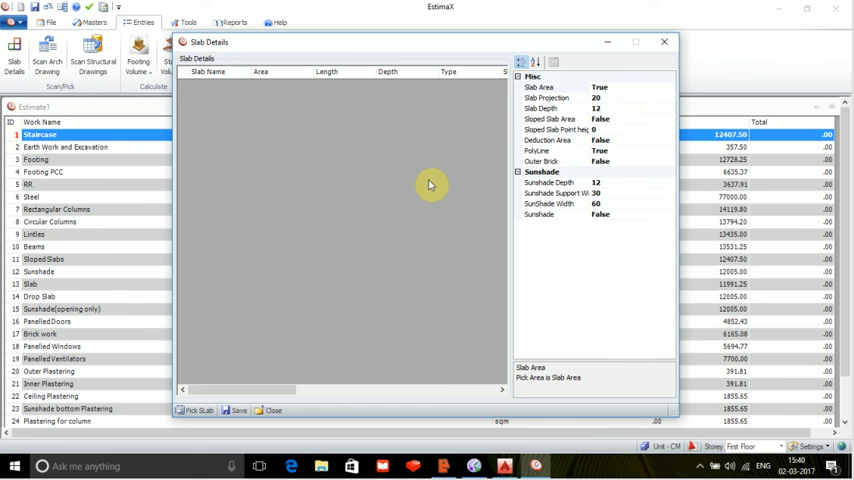 EstimaX
File Masters Entries Tools Reports Help
Slab Details
Scan Arch Drawing
Scan Structural Drawings
Footing Volume
Scan/Pick
Calculate
Slab Details
Slab Details
Slab Name Area Length Depth Type
Misc
Slab Area True
Slab Projection 20
Slab Depth 12
Sloped Slab Area False
Sloped Slab Point heig 0
Deduction Area False
PolyLine True
Outer Brick False
Sunshade
Sunshade Depth 12
Sunshade Support Wi 30
SunShade Width 60
Sunshade False
Slab Area
Pick Area is Slab Area
Pick SLab Save Close
Estimate1
ID Work Name Total
1 Staircase 12407.50 .00
2 Earth Work and Excavation 357.50 .00
3 Footing 12728.25 .00
4 Footing PCC 6635.37 .00
5 RR 3637.91 .00
6 Steel 77000.00 .00
7 Rectangular Columns 14119.80 .00
8 Circular Columns 13794.20 .00
9 Lintles 13435.00 .00
10 Beams 13531.25 .00
11 Sloped Slabs 12407.50 .00
12 Sunshade 12005.00 .00
13 Slab 11991.25 .00
14 Drop Slab 12005.00 .00
15 Sunshade(opening only) 12005.00 .00
16 Panelled Doors 4852.43 .00
17 Brick work 6165.08 .00
18 Panelled Windows 5694.77 .00
19 Panelled Ventilators 7700.00 .00
20 Outer Plastering 391.81 .00
21 Inner Plastering 391.81 .00
22 Ceiling Plastering 1855.65 .00
23 Sunshade bottom Plastering 1855.65 .00
24 Plastering for column sqm .00 .00
Unit - CM Storey First Floor Settings
Ask me anything
ENG
15:40
02-03-2017